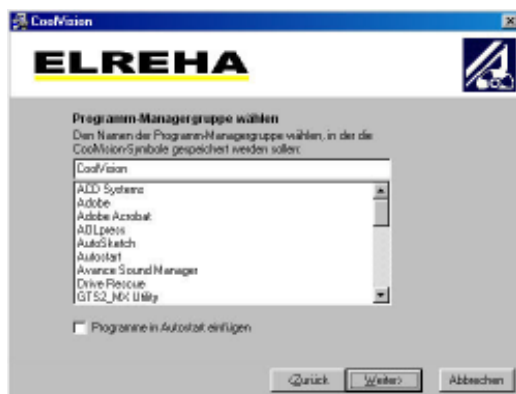 CoolVision
ELREHA
Programm-Managergruppe wählen
Den Namen der Programm-Managergruppe wählen, in der die
CoolVision-Symbole gespeichert werden sollen:
CoolVision
ACD Systems
Adobe
Adobe Acrobat
AOLpress
AutoSketch
Autostart
Avance Sound Manager
Drive Rescue
GTS2_MX Utility
Programme in Autostart einfügen
<Zurück
Weiter>
Abbrechen